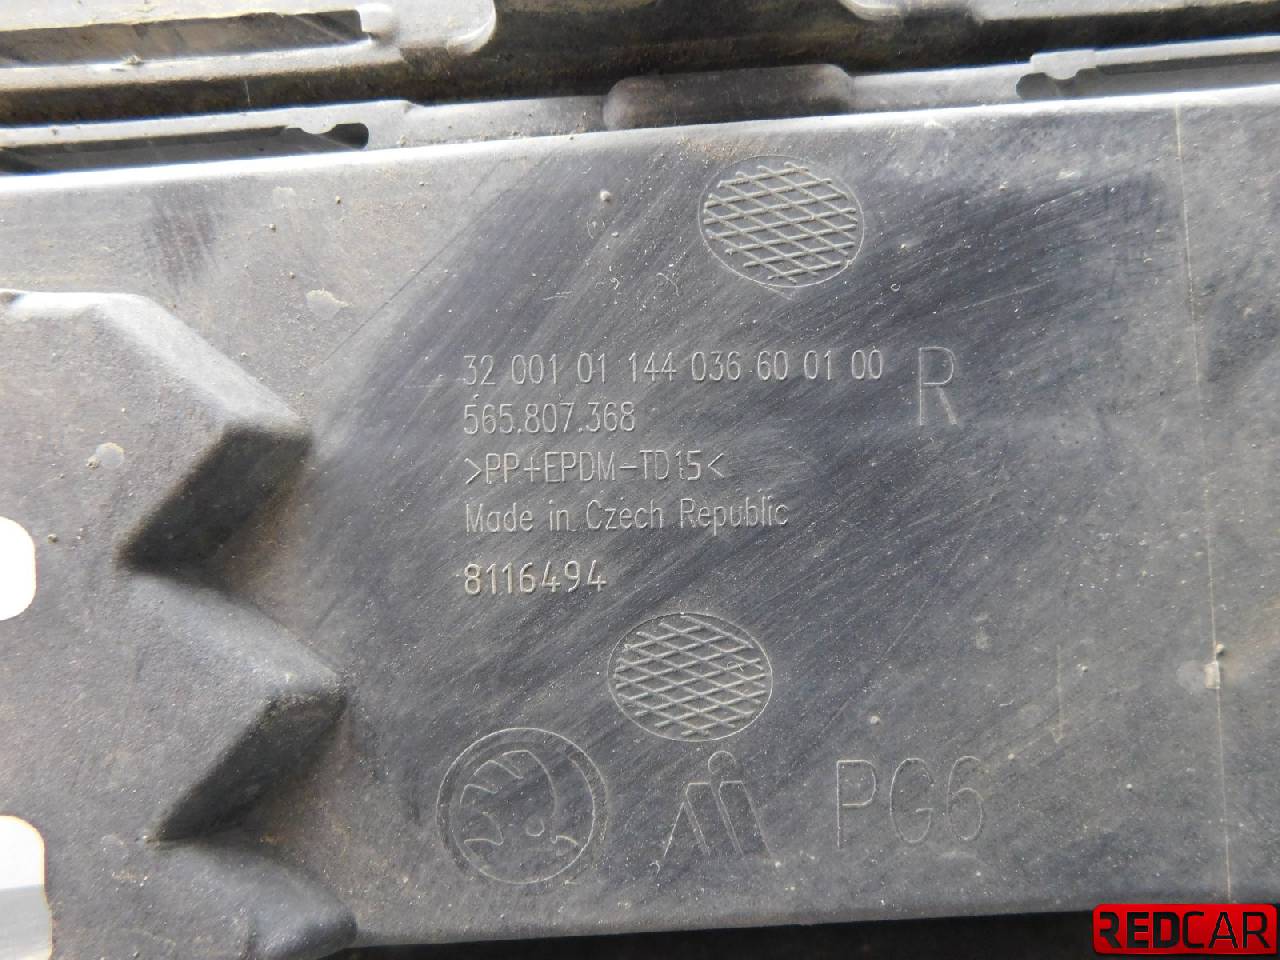 32 001 01 144 036 60 01 00 R
565.807.368
>PP+EPDM-TD15<
Made in Czech Republic
8116494
PG6
REDCAR